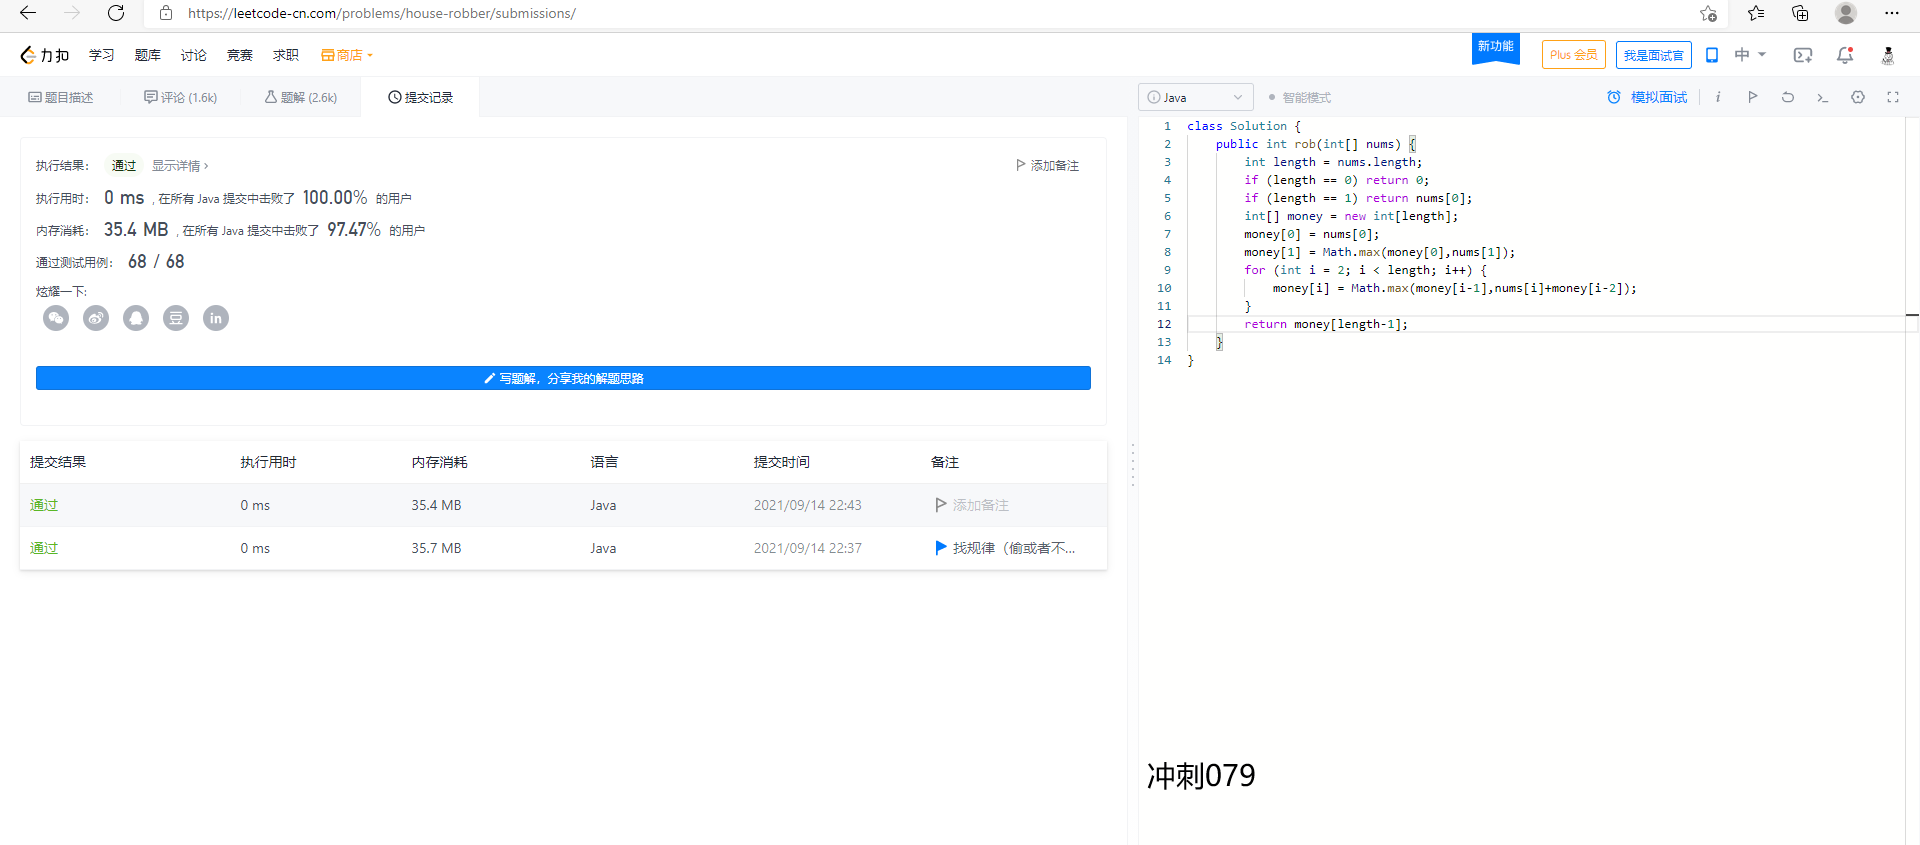 https://leetcode-cn.com/problems/house-robber/submissions/
力扣 学习 题库 讨论 竞赛 求职 商店 新功能 Plus 会员 我是面试官 中
题目描述 评论 (1.6k) 题解 (2.6k) 提交记录
执行结果： 通过 显示详情 › 添加备注
执行用时： 0 ms , 在所有 Java 提交中击败了 100.00% 的用户
内存消耗： 35.4 MB , 在所有 Java 提交中击败了 97.47% 的用户
通过测试用例： 68 / 68
炫耀一下:
豆 in
写题解，分享我的解题思路
提交结果 执行用时 内存消耗 语言 提交时间 备注
通过 0 ms 35.4 MB Java 2021/09/14 22:43 添加备注
通过 0 ms 35.7 MB Java 2021/09/14 22:37 找规律（偷或者不...
Java 智能模式 模拟面试 i
1 class Solution {
2 public int rob(int[] nums) {
3 int length = nums.length;
4 if (length == 0) return 0;
5 if (length == 1) return nums[0];
6 int[] money = new int[length];
7 money[0] = nums[0];
8 money[1] = Math.max(money[0],nums[1]);
9 for (int i = 2; i < length; i++) {
10 money[i] = Math.max(money[i-1],nums[i]+money[i-2]);
11 }
12 return money[length-1];
13 }
14 }
冲刺079